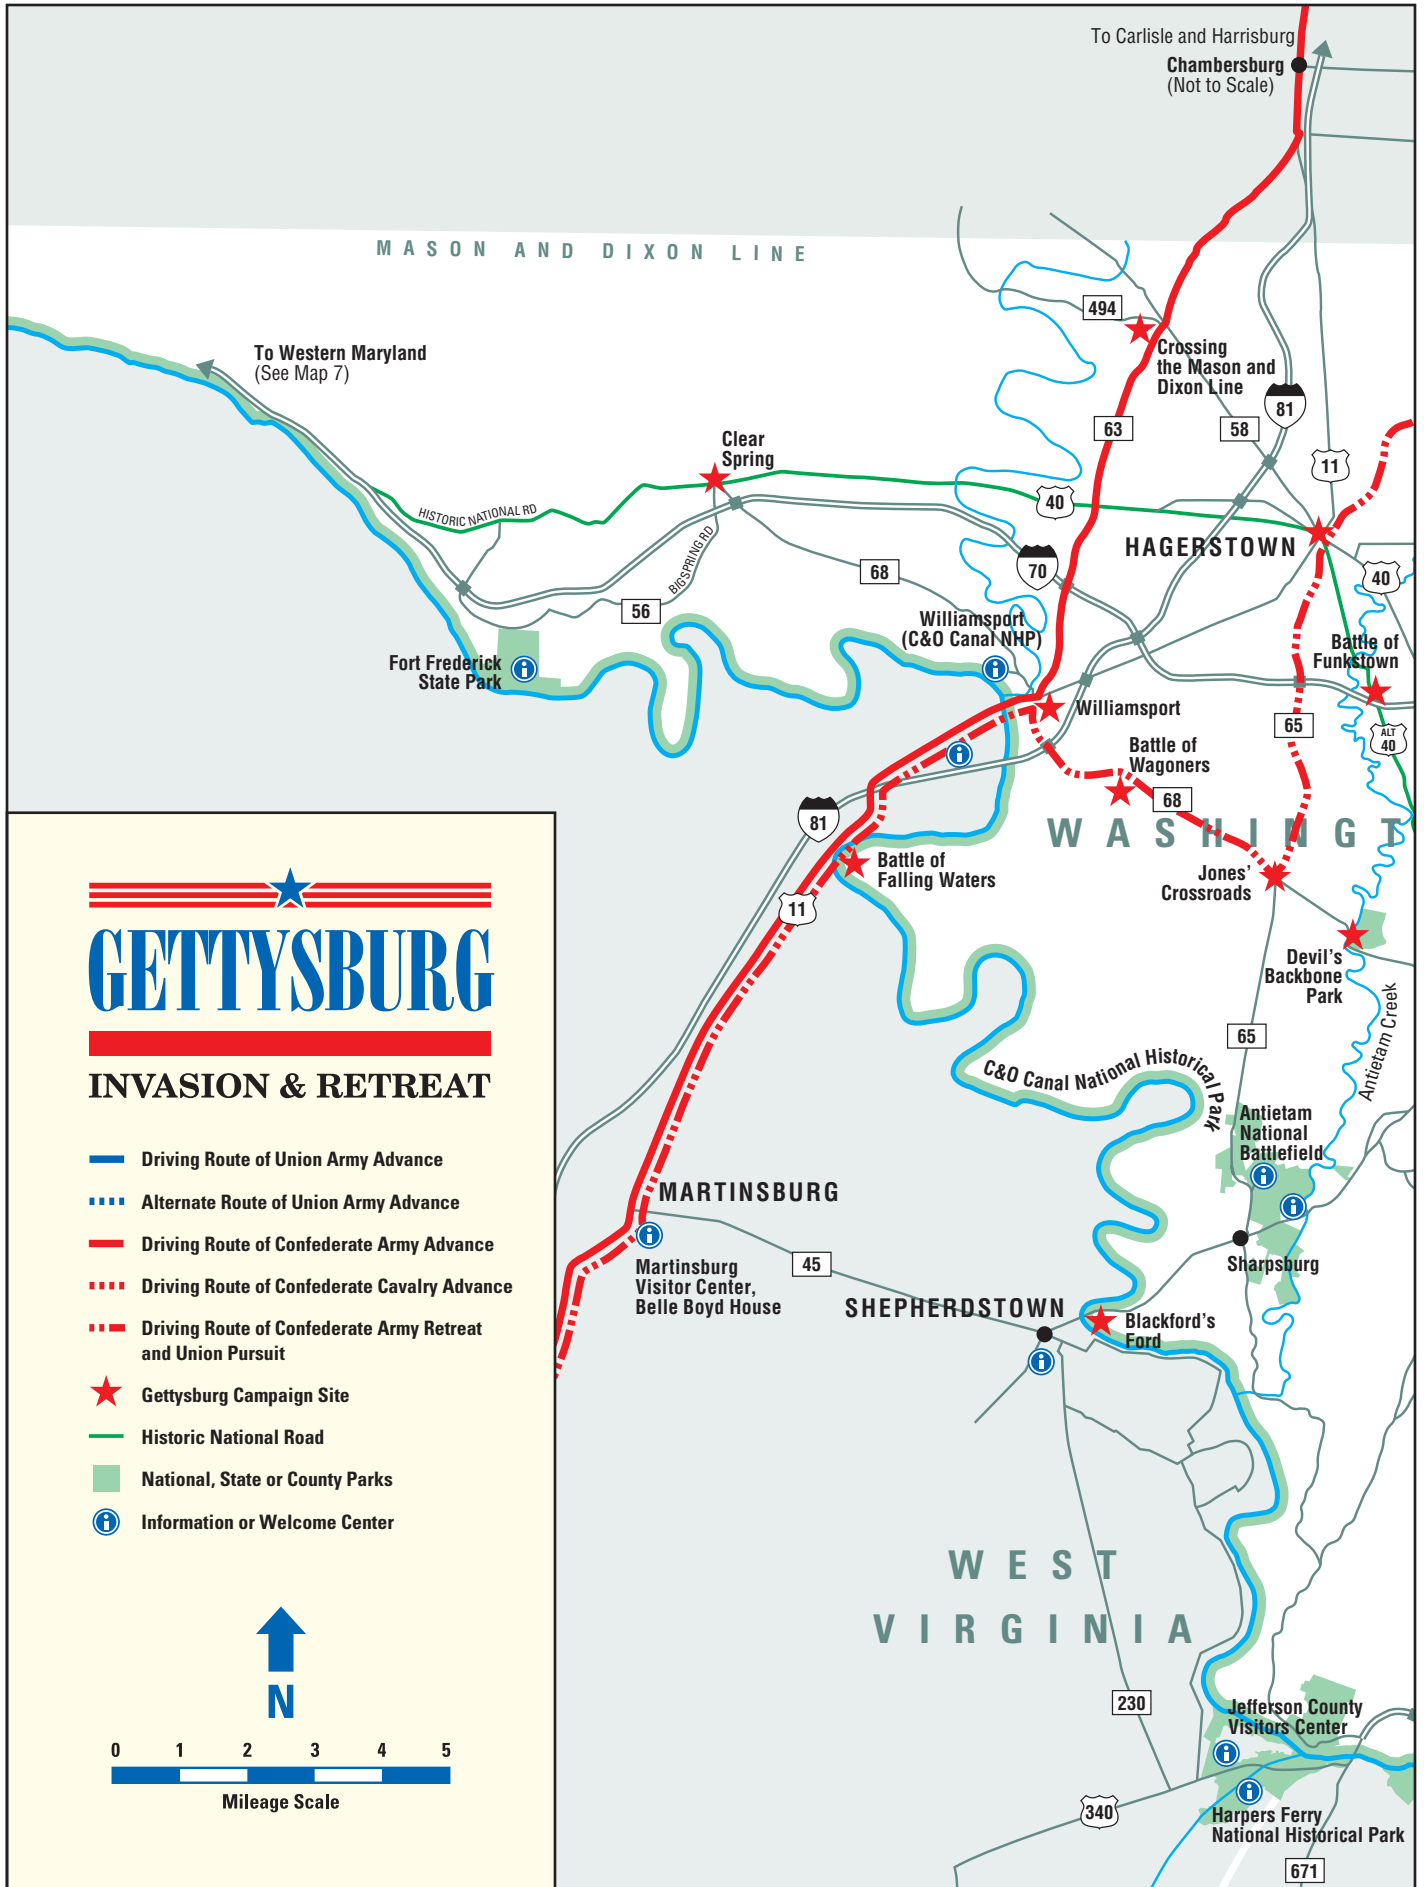 To Carlisle and Harrisburg
Chambersburg
(Not to Scale)
MASON AND DIXON LINE
494
Crossing
the Mason and
Dixon Line
To Western Maryland
(See Map 7)
81
63
58
11
Clear
Spring
40
HISTORIC NATIONAL RD
HAGERSTOWN
BIG SPRING RD
68
70
40
56
Williamsport
(C&O Canal NHP)
Battle of
Funkstown
Fort Frederick
State Park
Williamsport
65
ALT
40
Battle of
Wagoners
68
81
WASHINGT
Battle of
Falling Waters
Jones'
Crossroads
11
Devil's
Backbone
Park
Antietam Creek
65
C&O Canal National Historical Park
Antietam
National
Battlefield
MARTINSBURG
Sharpsburg
45
Martinsburg
Visitor Center,
Belle Boyd House
SHEPHERDSTOWN
Blackford's
Ford
WEST
VIRGINIA
230
Jefferson County
Visitors Center
340
Harpers Ferry
National Historical Park
671
GETTYSBURG
INVASION & RETREAT
Driving Route of Union Army Advance
Alternate Route of Union Army Advance
Driving Route of Confederate Army Advance
Driving Route of Confederate Cavalry Advance
Driving Route of Confederate Army Retreat
and Union Pursuit
Gettysburg Campaign Site
Historic National Road
National, State or County Parks
Information or Welcome Center
N
0 1 2 3 4 5
Mileage Scale